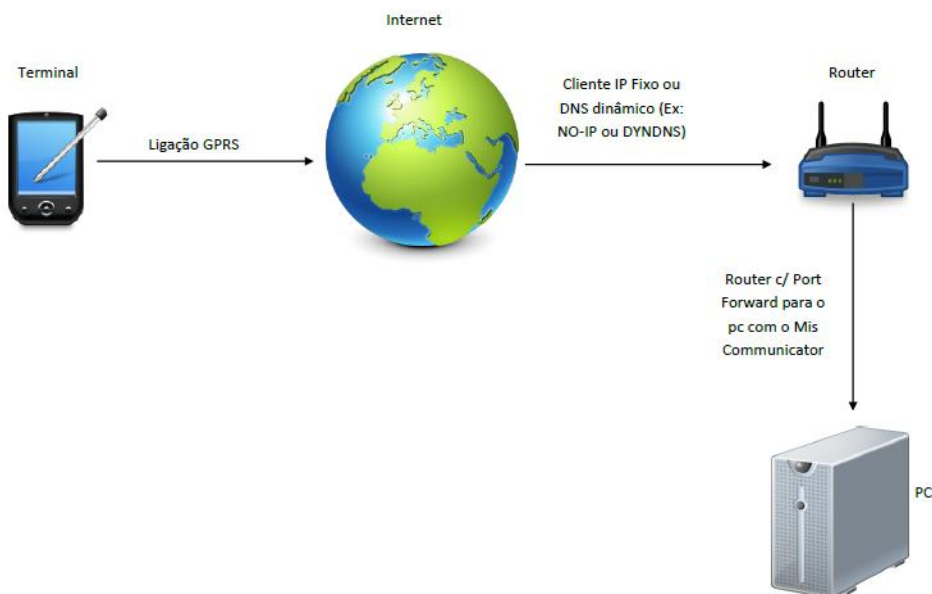 Internet
Terminal
Ligação GPRS
Cliente IP Fixo ou
DNS dinâmico (Ex:
NO-IP ou DYNDNS)
Router
Router c/ Port
Forward para o
pc com o Mis
Communicator
PC